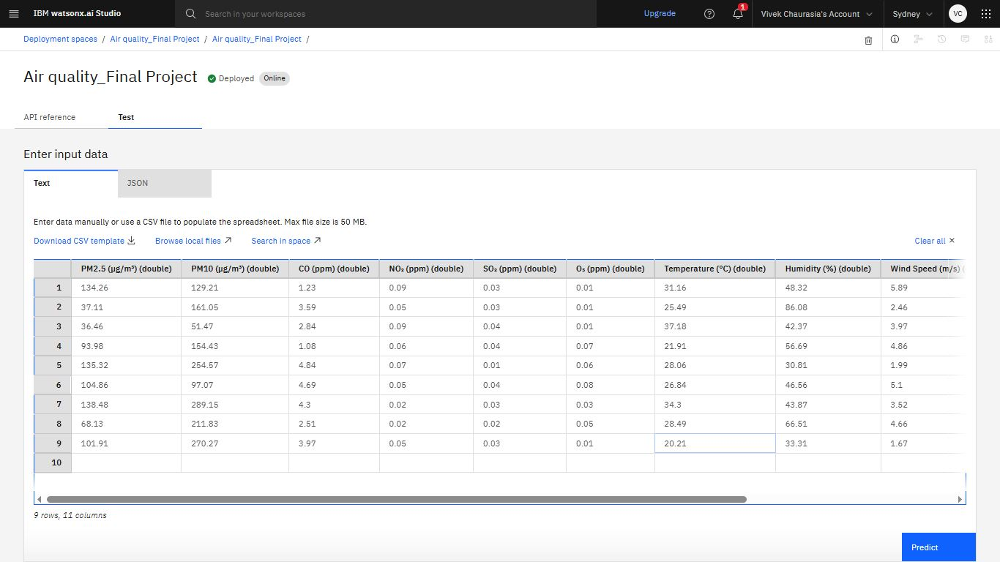 IBM watsonx.ai Studio Search in your workspaces Upgrade 1 Vivek Chaurasia's Account Sydney VC
Deployment spaces / Air quality_Final Project / Air quality_Final Project /
Air quality_Final Project Deployed Online
API reference Test
Enter input data
Text JSON
Enter data manually or use a CSV file to populate the spreadsheet. Max file size is 50 MB.
Download CSV template Browse local files Search in space Clear all ×
PM2.5 (µg/m³) (double) PM10 (µg/m³) (double) CO (ppm) (double) NO₂ (ppm) (double) SO₂ (ppm) (double) O₃ (ppm) (double) Temperature (°C) (double) Humidity (%) (double) Wind Speed (m/s) (
1 134.26 129.21 1.23 0.09 0.03 0.01 31.16 48.32 5.89
2 37.11 161.05 3.59 0.05 0.03 0.01 25.49 86.08 2.46
3 36.46 51.47 2.84 0.09 0.04 0.01 37.18 42.37 3.97
4 93.98 154.43 1.08 0.06 0.04 0.07 21.91 56.69 4.86
5 135.32 254.57 4.84 0.07 0.01 0.06 28.06 30.81 1.99
6 104.86 97.07 4.69 0.05 0.04 0.08 26.84 46.56 5.1
7 138.48 289.15 4.3 0.02 0.03 0.03 34.3 43.87 3.52
8 68.13 211.83 2.51 0.02 0.02 0.05 28.49 66.51 4.66
9 101.91 270.27 3.97 0.05 0.03 0.01 20.21 33.31 1.67
10
9 rows, 11 columns
Predict